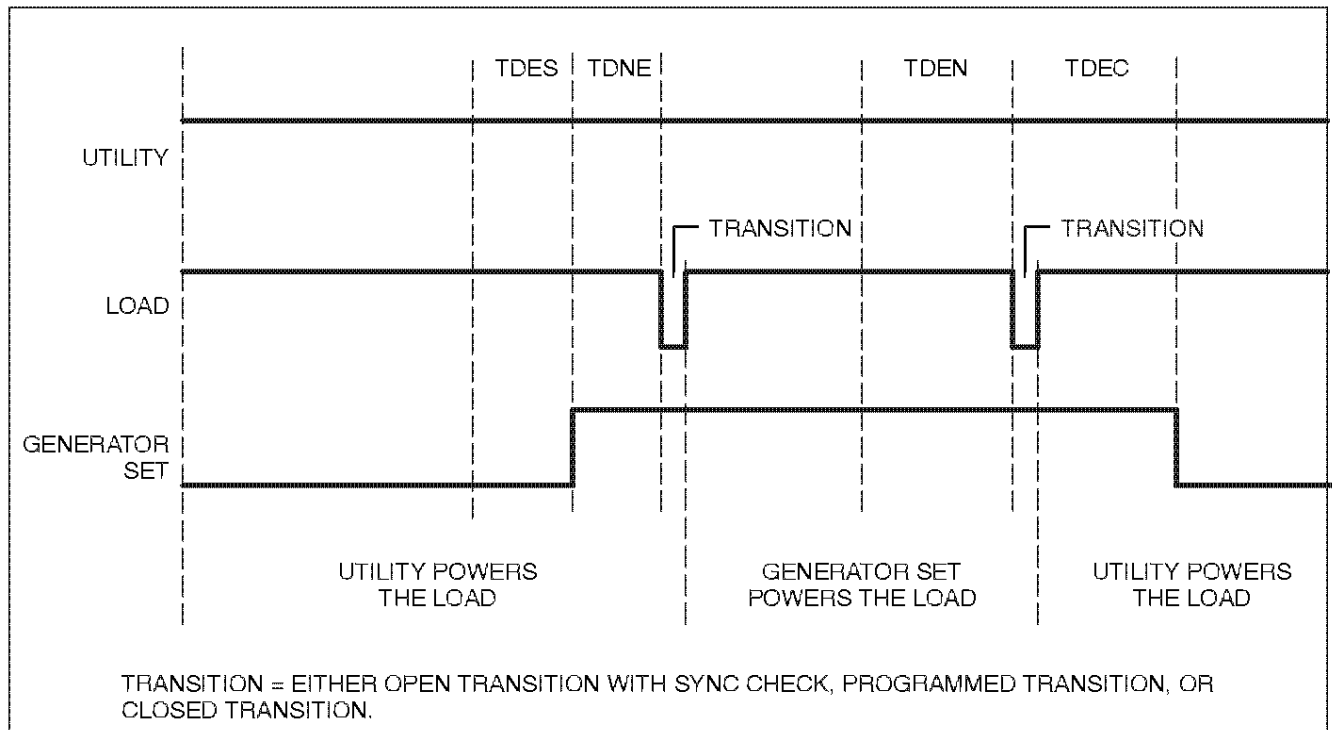 TDES TDNE TDEN TDEC
UTILITY
TRANSITION TRANSITION
LOAD
GENERATOR
SET
UTILITY POWERS
THE LOAD
GENERATOR SET
POWERS THE LOAD
UTILITY POWERS
THE LOAD
TRANSITION = EITHER OPEN TRANSITION WITH SYNC CHECK, PROGRAMMED TRANSITION, OR
CLOSED TRANSITION.